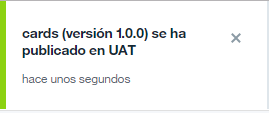 cards (versión 1.0.0) se ha
publicado en UAT
hace unos segundos